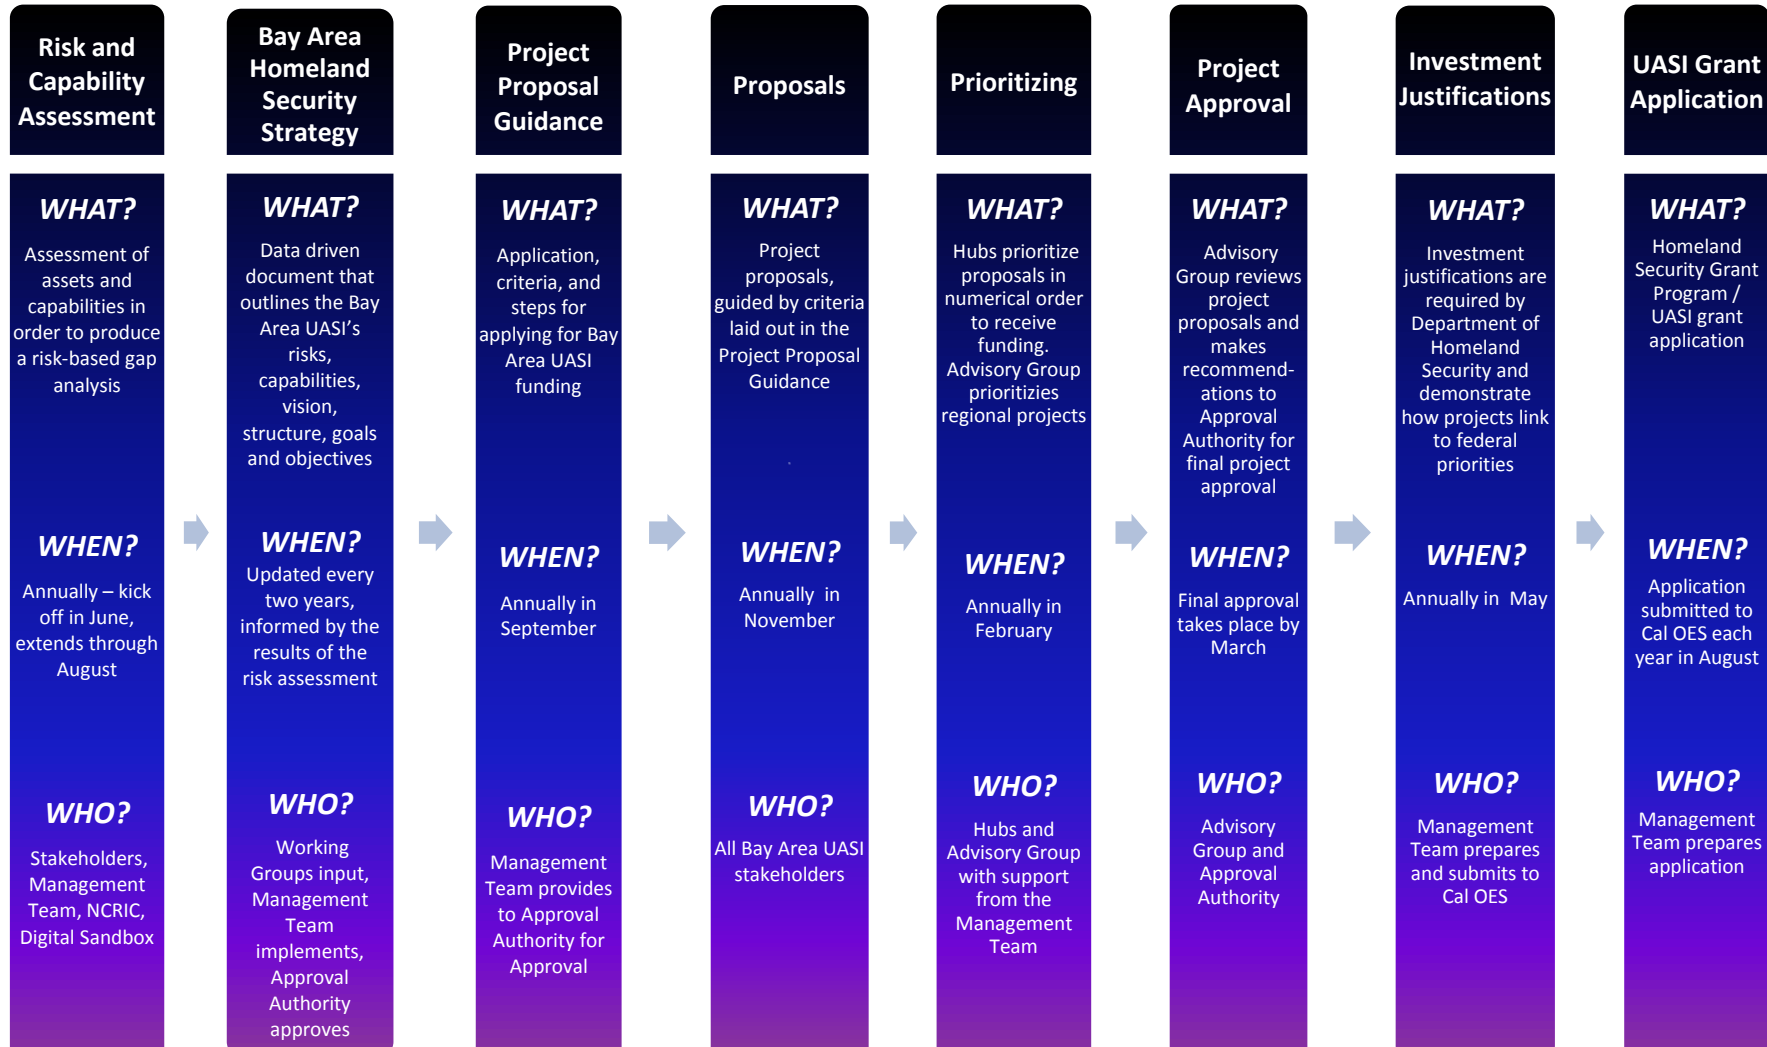 Risk and
Capability
Assessment
WHAT?
Assessment of
assets and
capabilities in
order to produce
a risk-based gap
analysis
WHEN?
Annually – kick
off in June,
extends through
August
WHO?
Stakeholders,
Management
Team, NCRIC,
Digital Sandbox
Bay Area
Homeland
Security
Strategy
WHAT?
Data driven
document that
outlines the Bay
Area UASI’s
risks,
capabilities,
vision,
structure, goals
and objectives
WHEN?
Updated every
two years,
informed by the
results of the
risk assessment
WHO?
Working
Groups input,
Management
Team
implements,
Approval
Authority
approves
Project
Proposal
Guidance
WHAT?
Application,
criteria, and
steps for
applying for Bay
Area UASI
funding
WHEN?
Annually in
September
WHO?
Management
Team provides
to Approval
Authority for
Approval
Proposals
WHAT?
Project
proposals,
guided by criteria
laid out in the
Project Proposal
Guidance
.
WHEN?
Annually in
November
WHO?
All Bay Area UASI
stakeholders
Prioritizing
WHAT?
Hubs prioritize
proposals in
numerical order
to receive
funding.
Advisory Group
prioritizies
regional projects
WHEN?
Annually in
February
WHO?
Hubs and
Advisory Group
with support
from the
Management
Team
Project
Approval
WHAT?
Advisory
Group reviews
project
proposals and
makes
recommend-
ations to
Approval
Authority for
final project
approval
WHEN?
Final approval
takes place by
March
WHO?
Advisory
Group and
Approval
Authority
Investment
Justifications
WHAT?
Investment
justifications are
required by
Department of
Homeland
Security and
demonstrate
how projects link
to federal
priorities
WHEN?
Annually in May
WHO?
Management
Team prepares
and submits to
Cal OES
UASI Grant
Application
WHAT?
Homeland
Security Grant
Program /
UASI grant
application
WHEN?
Application
submitted to
Cal OES each
year in August
WHO?
Management
Team prepares
application